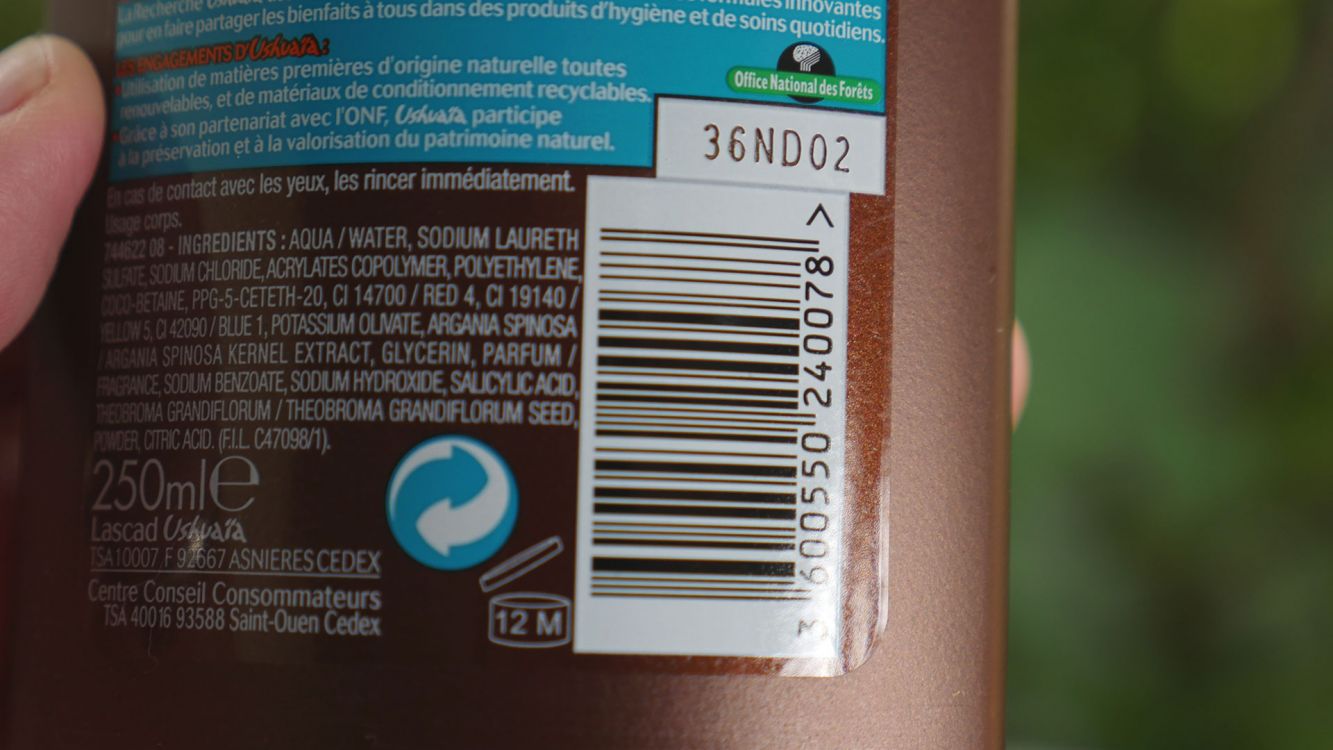 La Recherche Ushuaïa, formules innovantes
pour en faire partager les bienfaits à tous dans des produits d'hygiène et de soins quotidiens.
LES ENGAGEMENTS D'Ushuaïa :
•Utilisation de matières premières d'origine naturelle toutes
renouvelables, et de matériaux de conditionnement recyclables.
•Grâce à son partenariat avec l'ONF, Ushuaïa participe
à la préservation et à la valorisation du patrimoine naturel.
Office National des Forêts
36ND02
En cas de contact avec les yeux, les rincer immédiatement.
Usage corps.
744622 08 - INGREDIENTS : AQUA / WATER, SODIUM LAURETH
SULFATE, SODIUM CHLORIDE, ACRYLATES COPOLYMER, POLYETHYLENE,
COCO-BETAINE, PPG-5-CETETH-20, CI 14700 / RED 4, CI 19140 /
YELLOW 5, CI 42090 / BLUE 1, POTASSIUM OLIVATE, ARGANIA SPINOSA
/ ARGANIA SPINOSA KERNEL EXTRACT, GLYCERIN, PARFUM /
FRAGRANCE, SODIUM BENZOATE, SODIUM HYDROXIDE, SALICYLIC ACID,
THEOBROMA GRANDIFLORUM / THEOBROMA GRANDIFLORUM SEED,
POWDER, CITRIC ACID. (F.I.L. C47098/1).
250ml e
Lascad Ushuaïa
TSA 10007 F 92667 ASNIERES CEDEX
Centre Conseil Consommateurs
TSA 40016 93588 Saint-Ouen Cedex
12 M
3 600550 240078 >